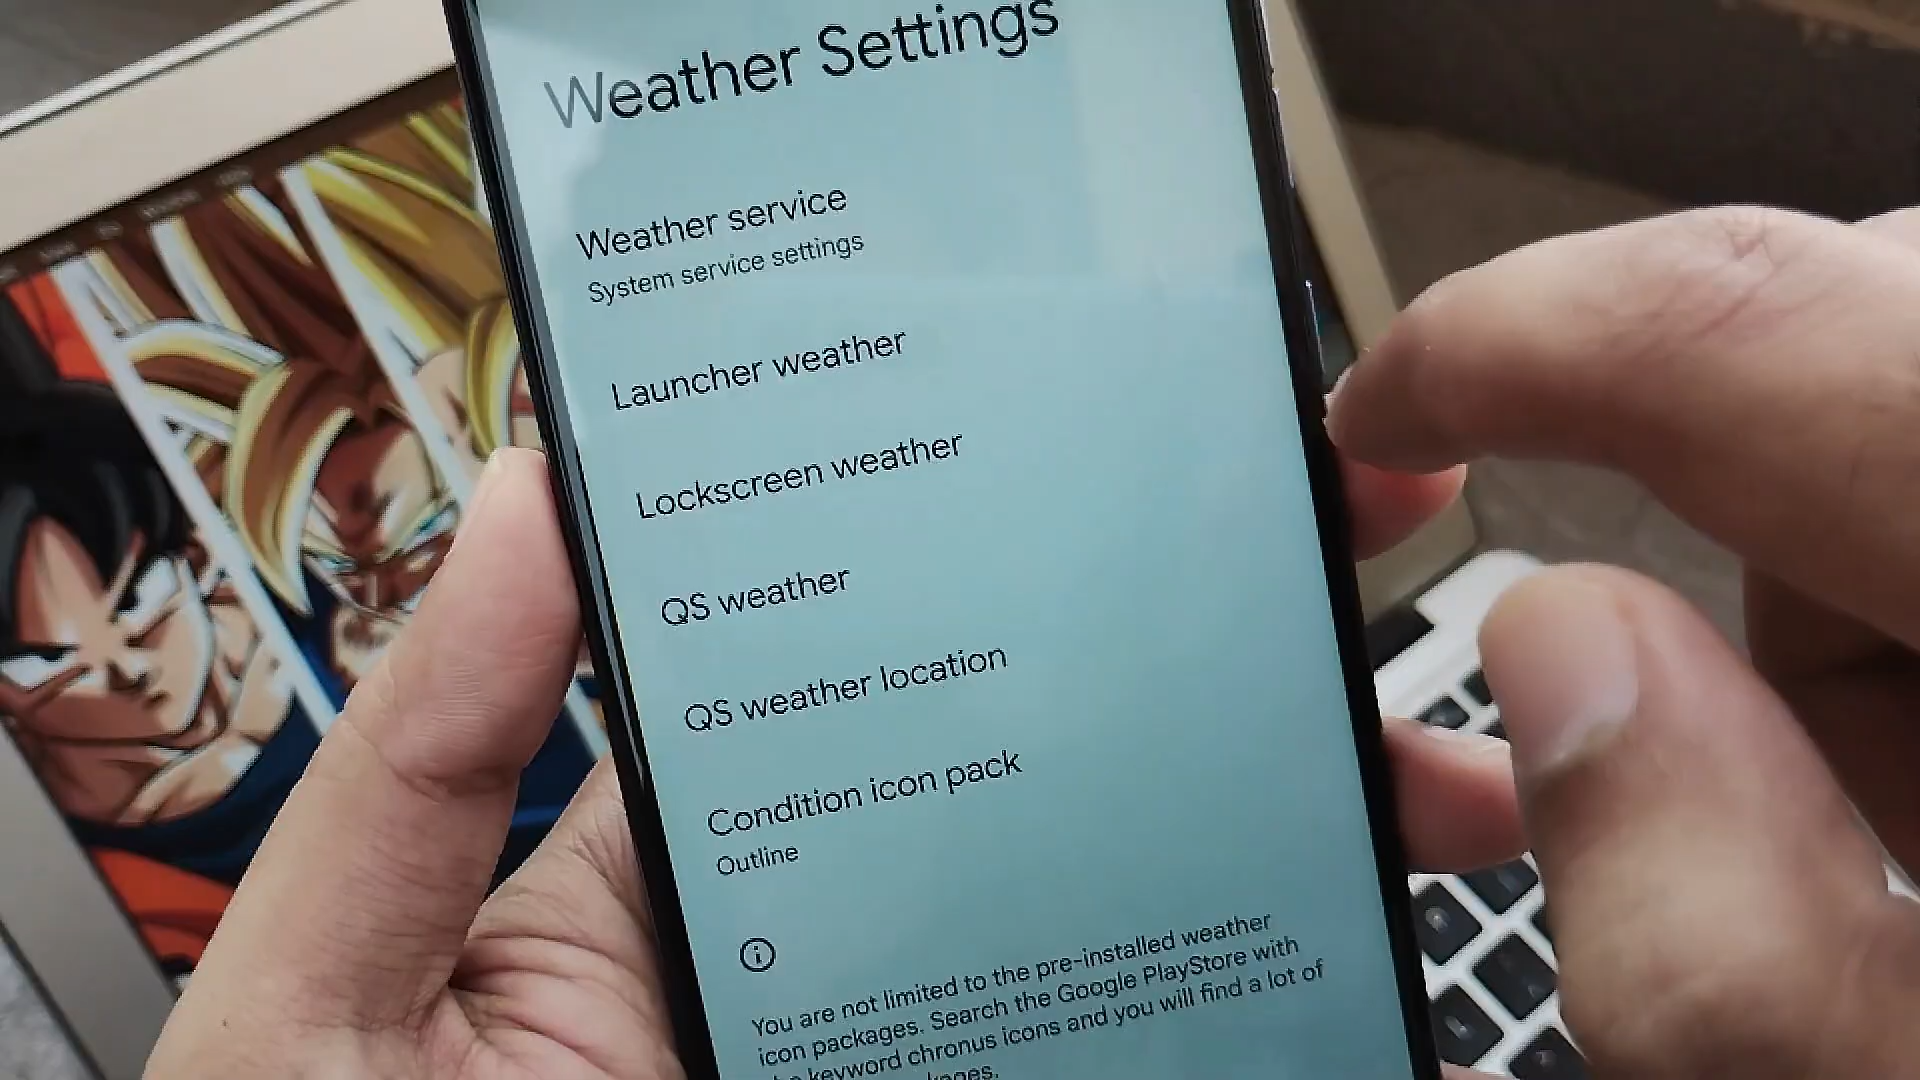 Weather Settings
Weather service
System service settings
Launcher weather
Lockscreen weather
QS weather
QS weather location
Condition icon pack
Outline
You are not limited to the pre-installed weather
icon packages. Search the Google PlayStore with
keyword chronus icons and you will find a lot of